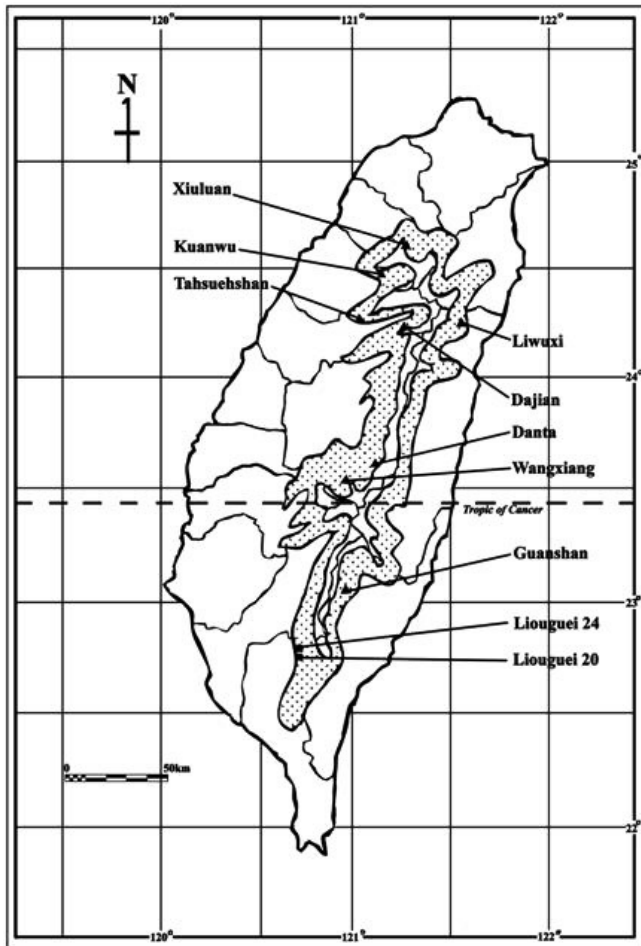 120° 121° 122°
N
25°
Xiuluan
Kuanwu
Tahsuehshan
Liwuxi
24°
Dajian
Danta
Wangxiang
Tropic of Cancer
Guanshan
23°
Liouguei 24
Liouguei 20
0 50km
22°
120° 121° 122°